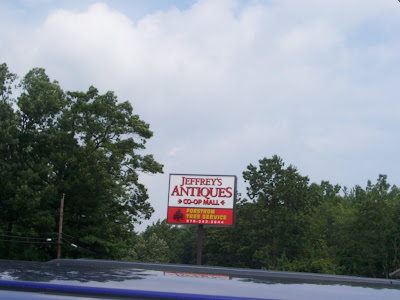 JEFFREY'S
ANTIQUES
CO-OP MALL
FORSTROM
TREE SERVICE